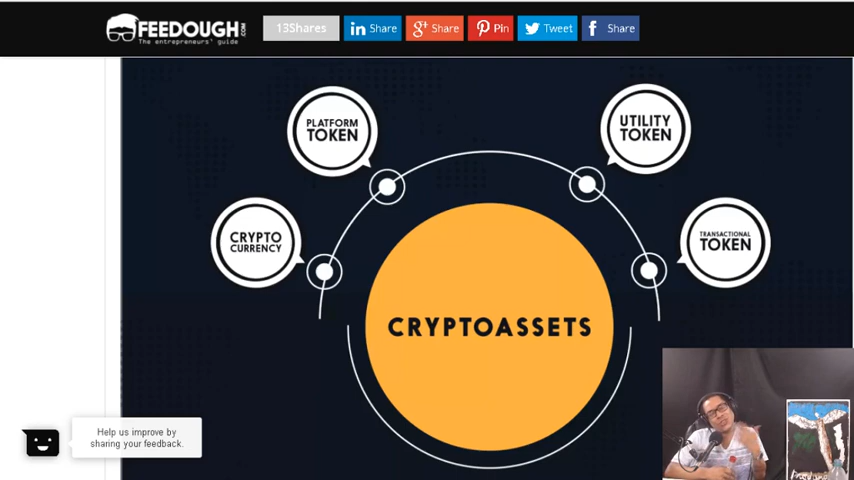 FEEDOUGH.COM
The entrepreneurs' guide
13Shares
Share
Share
Pin
Tweet
Share
PLATFORM
TOKEN
UTILITY
TOKEN
CRYPTO
CURRENCY
TRANSACTIONAL
TOKEN
CRYPTOASSETS
Help us improve by
sharing your feedback.